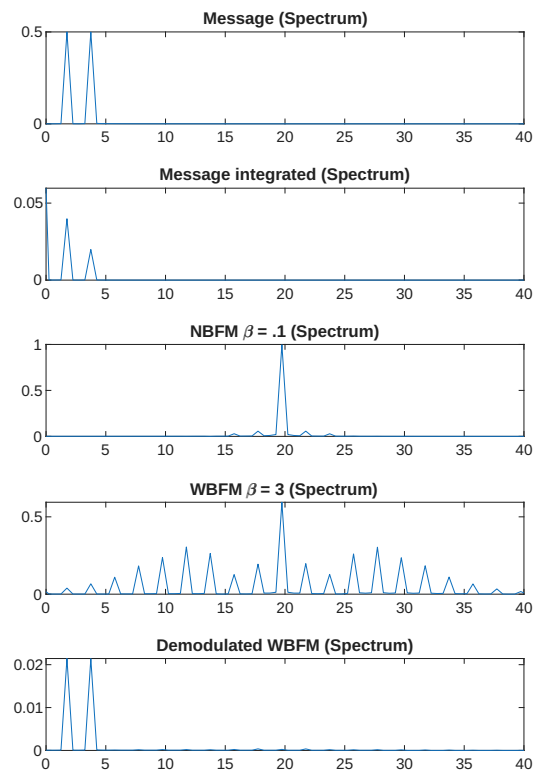 Message (Spectrum)
0.5
0
0 5 10 15 20 25 30 35 40
Message integrated (Spectrum)
0.05
0
0 5 10 15 20 25 30 35 40
NBFM β = .1 (Spectrum)
1
0
0 5 10 15 20 25 30 35 40
WBFM β = 3 (Spectrum)
0.5
0
0 5 10 15 20 25 30 35 40
Demodulated WBFM (Spectrum)
0.02
0.01
0
0 5 10 15 20 25 30 35 40